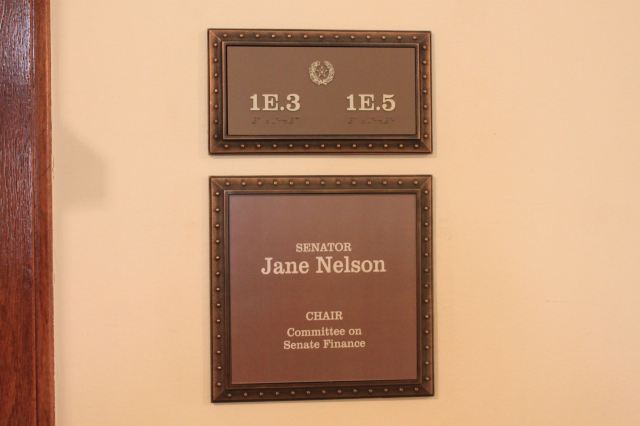 1E.3 1E.5
SENATOR
Jane Nelson
CHAIR
Committee on
Senate Finance